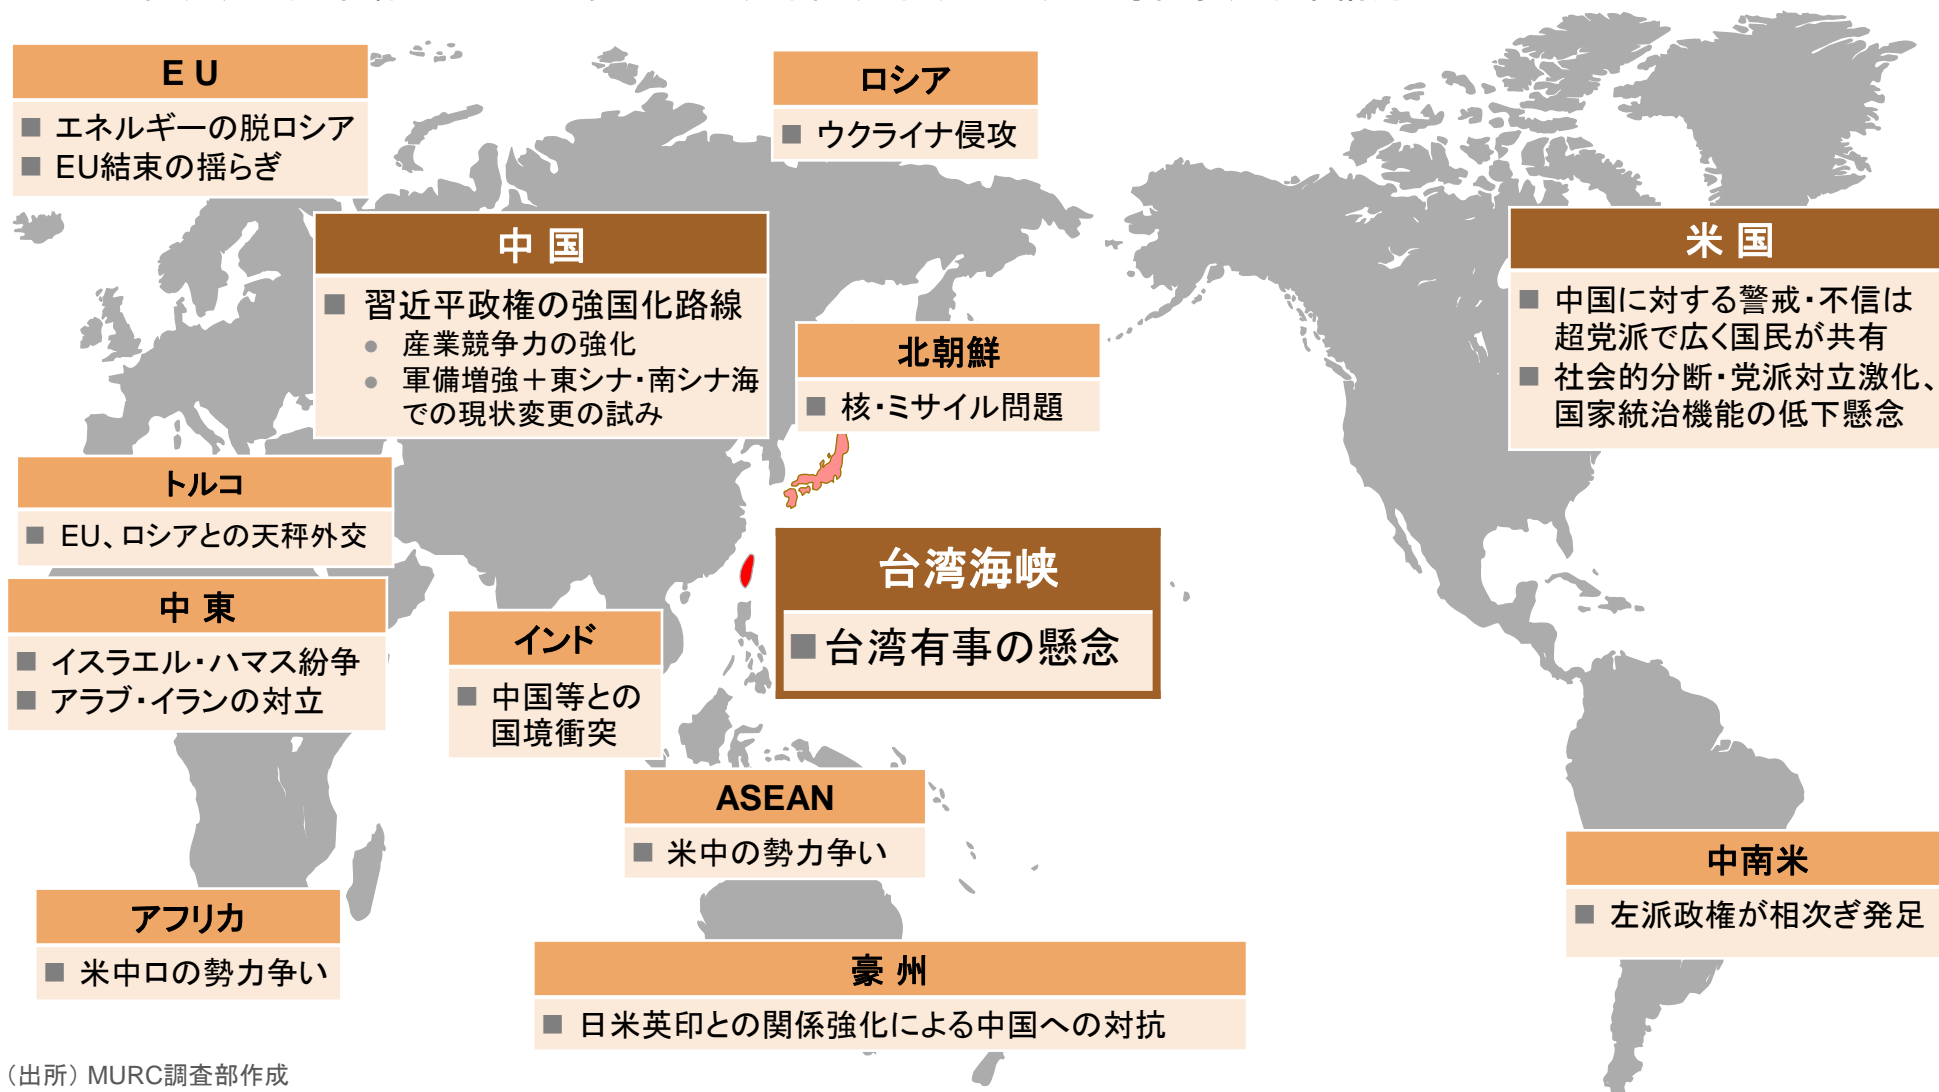 EU
■ エネルギーの脱ロシア
■ EU結束の揺らぎ
ロシア
■ ウクライナ侵攻
中国
■ 習近平政権の強国化路線
● 産業競争力の強化
● 軍備増強＋東シナ・南シナ海
での現状変更の試み
北朝鮮
■ 核・ミサイル問題
米国
■ 中国に対する警戒・不信は
超党派で広く国民が共有
■ 社会的分断・党派対立激化、
国家統治機能の低下懸念
トルコ
■ EU、ロシアとの天秤外交
台湾海峡
■ 台湾有事の懸念
中東
■ イスラエル・ハマス紛争
■ アラブ・イランの対立
インド
■ 中国等との
国境衝突
ASEAN
■ 米中の勢力争い
中南米
■ 左派政権が相次ぎ発足
アフリカ
■ 米中ロの勢力争い
豪州
■ 日米英印との関係強化による中国への対抗
（出所）MURC調査部作成